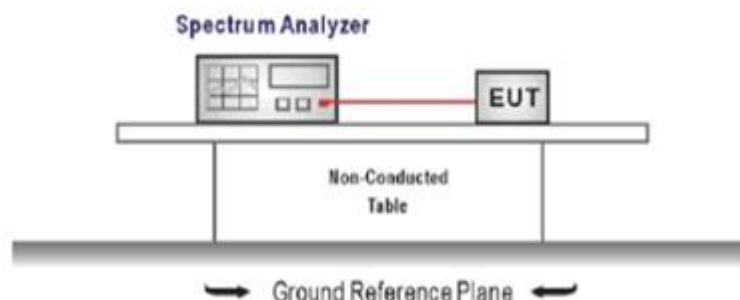 Spectrum Analyzer
EUT
Non-Conducted
Table
Ground Reference Plane